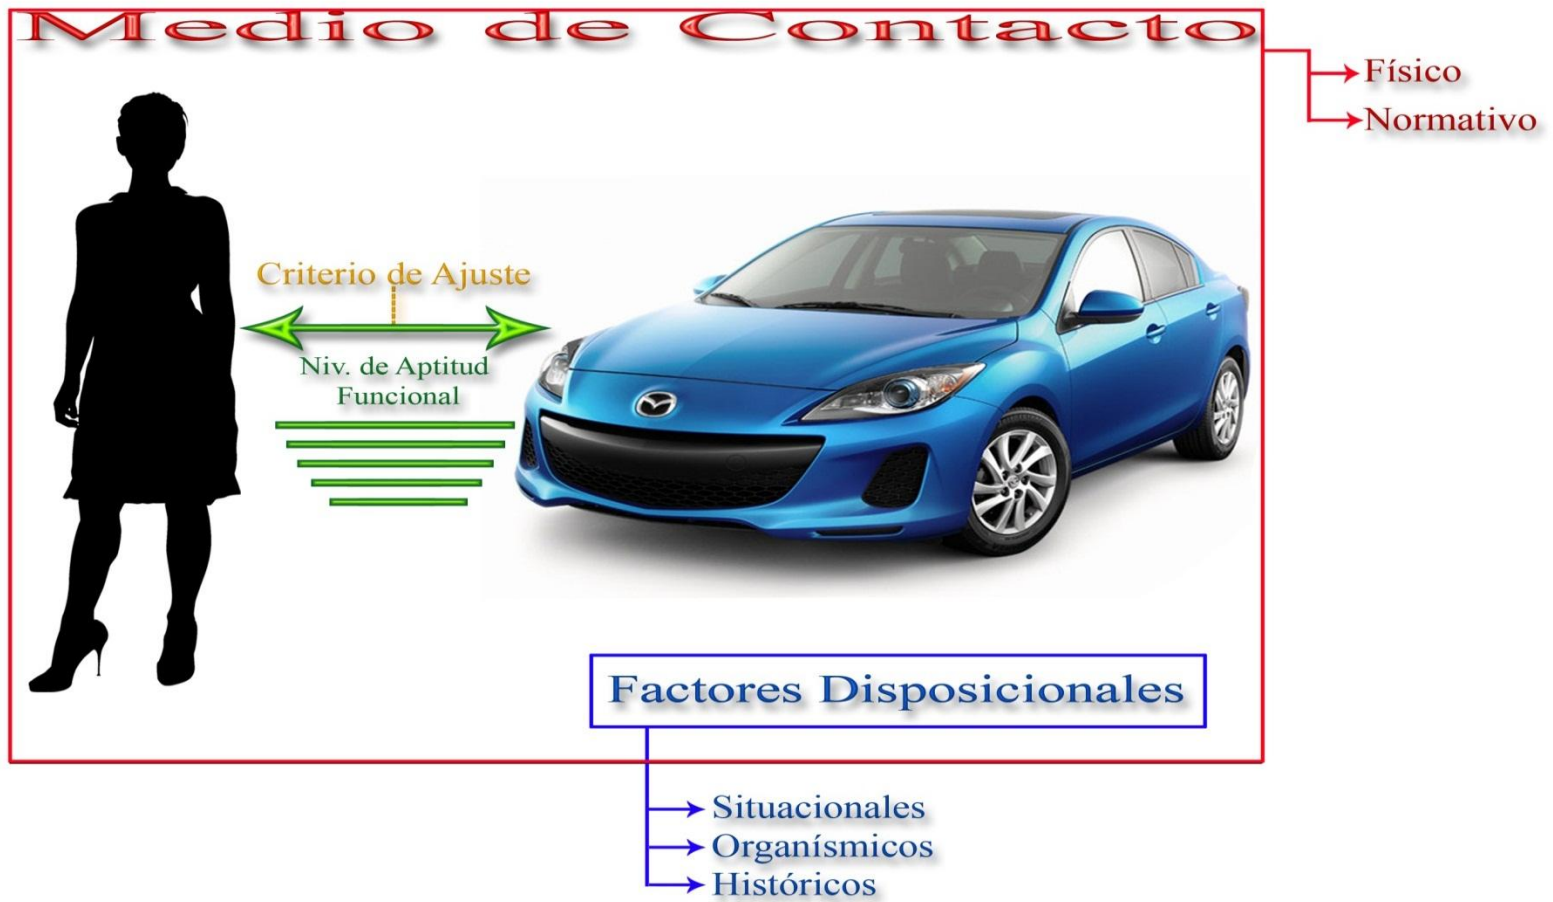 Medio de Contacto
Físico
Normativo
Criterio de Ajuste
Niv. de Aptitud
Funcional
Factores Disposicionales
Situacionales
Organísmicos
Históricos